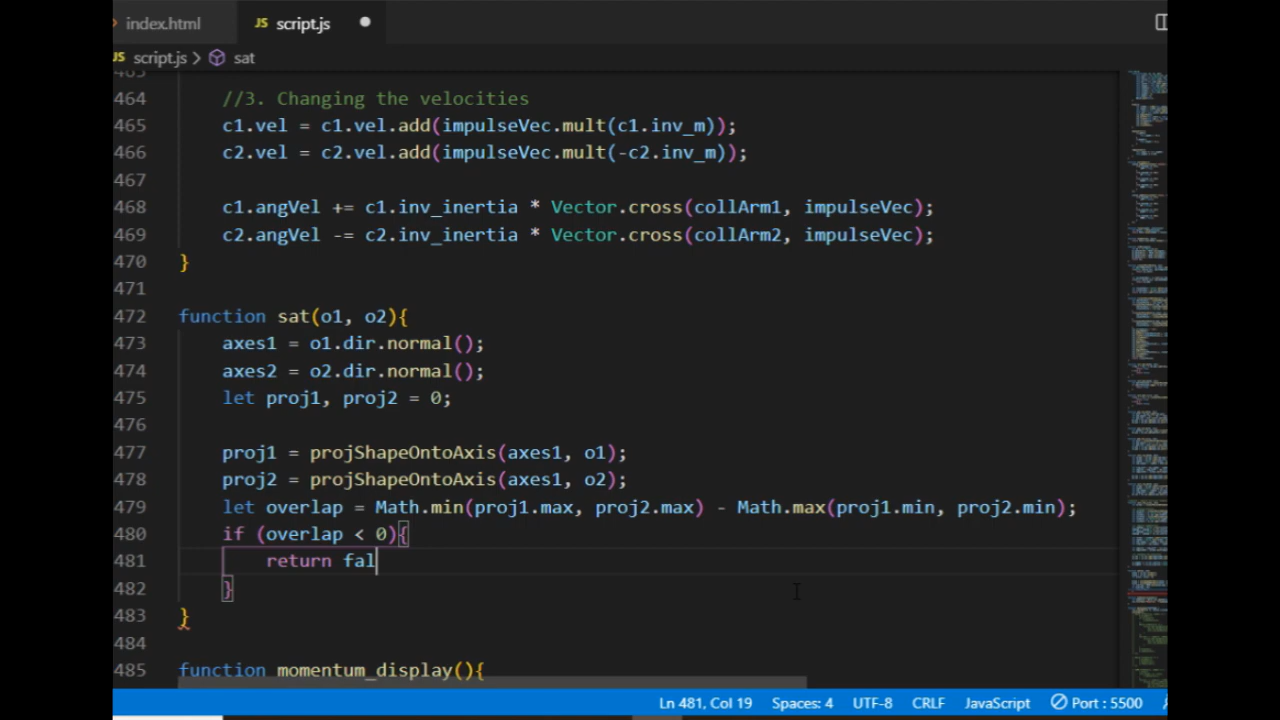 index.html
JS script.js
JS script.js > sat
463
464 //3. Changing the velocities
465 c1.vel = c1.vel.add(impulseVec.mult(c1.inv_m));
466 c2.vel = c2.vel.add(impulseVec.mult(-c2.inv_m));
467
468 c1.angVel += c1.inv_inertia * Vector.cross(collArm1, impulseVec);
469 c2.angVel -= c2.inv_inertia * Vector.cross(collArm2, impulseVec);
470 }
471
472 function sat(o1, o2){
473 axes1 = o1.dir.normal();
474 axes2 = o2.dir.normal();
475 let proj1, proj2 = 0;
476
477 proj1 = projShapeOntoAxis(axes1, o1);
478 proj2 = projShapeOntoAxis(axes1, o2);
479 let overlap = Math.min(proj1.max, proj2.max) - Math.max(proj1.min, proj2.min);
480 if (overlap < 0){
481 return fal
482 }
483 }
484
485 function momentum_display(){
Ln 481, Col 19 Spaces: 4 UTF-8 CRLF JavaScript Port : 5500